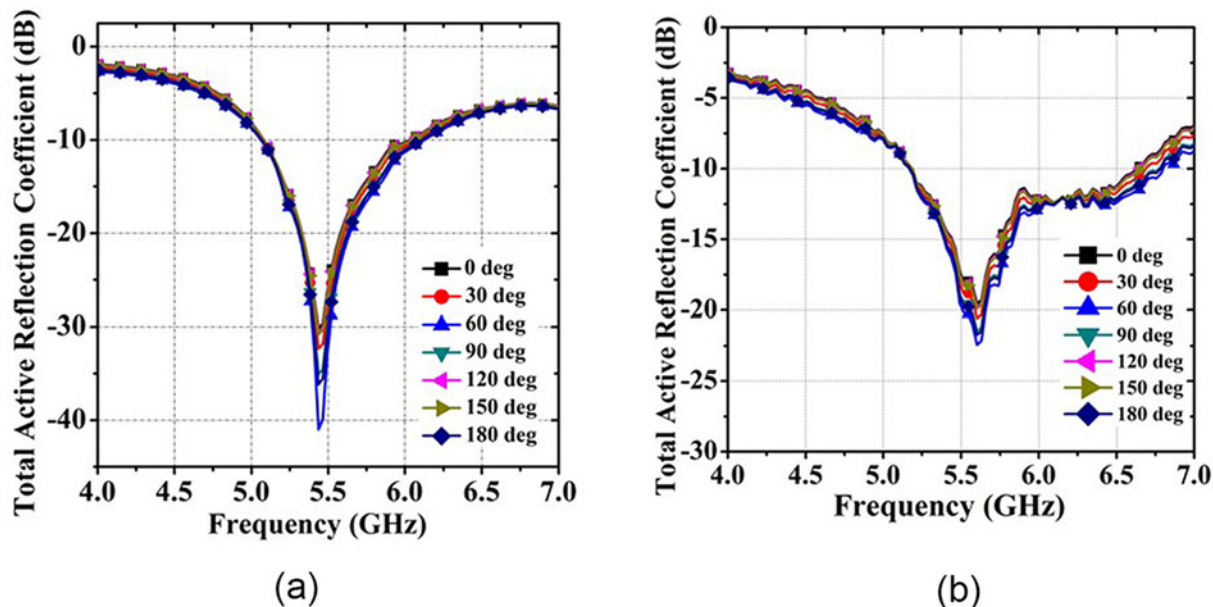 Total Active Reflection Coefficient (dB)
0
-10
-20
-30
-40
0 deg
30 deg
60 deg
90 deg
120 deg
150 deg
180 deg
4.0 4.5 5.0 5.5 6.0 6.5 7.0
Frequency (GHz)
(a)
Total Active Reflection Coefficient (dB)
0
-5
-10
-15
-20
-25
-30
0 deg
30 deg
60 deg
90 deg
120 deg
150 deg
180 deg
4.0 4.5 5.0 5.5 6.0 6.5 7.0
Frequency (GHz)
(b)